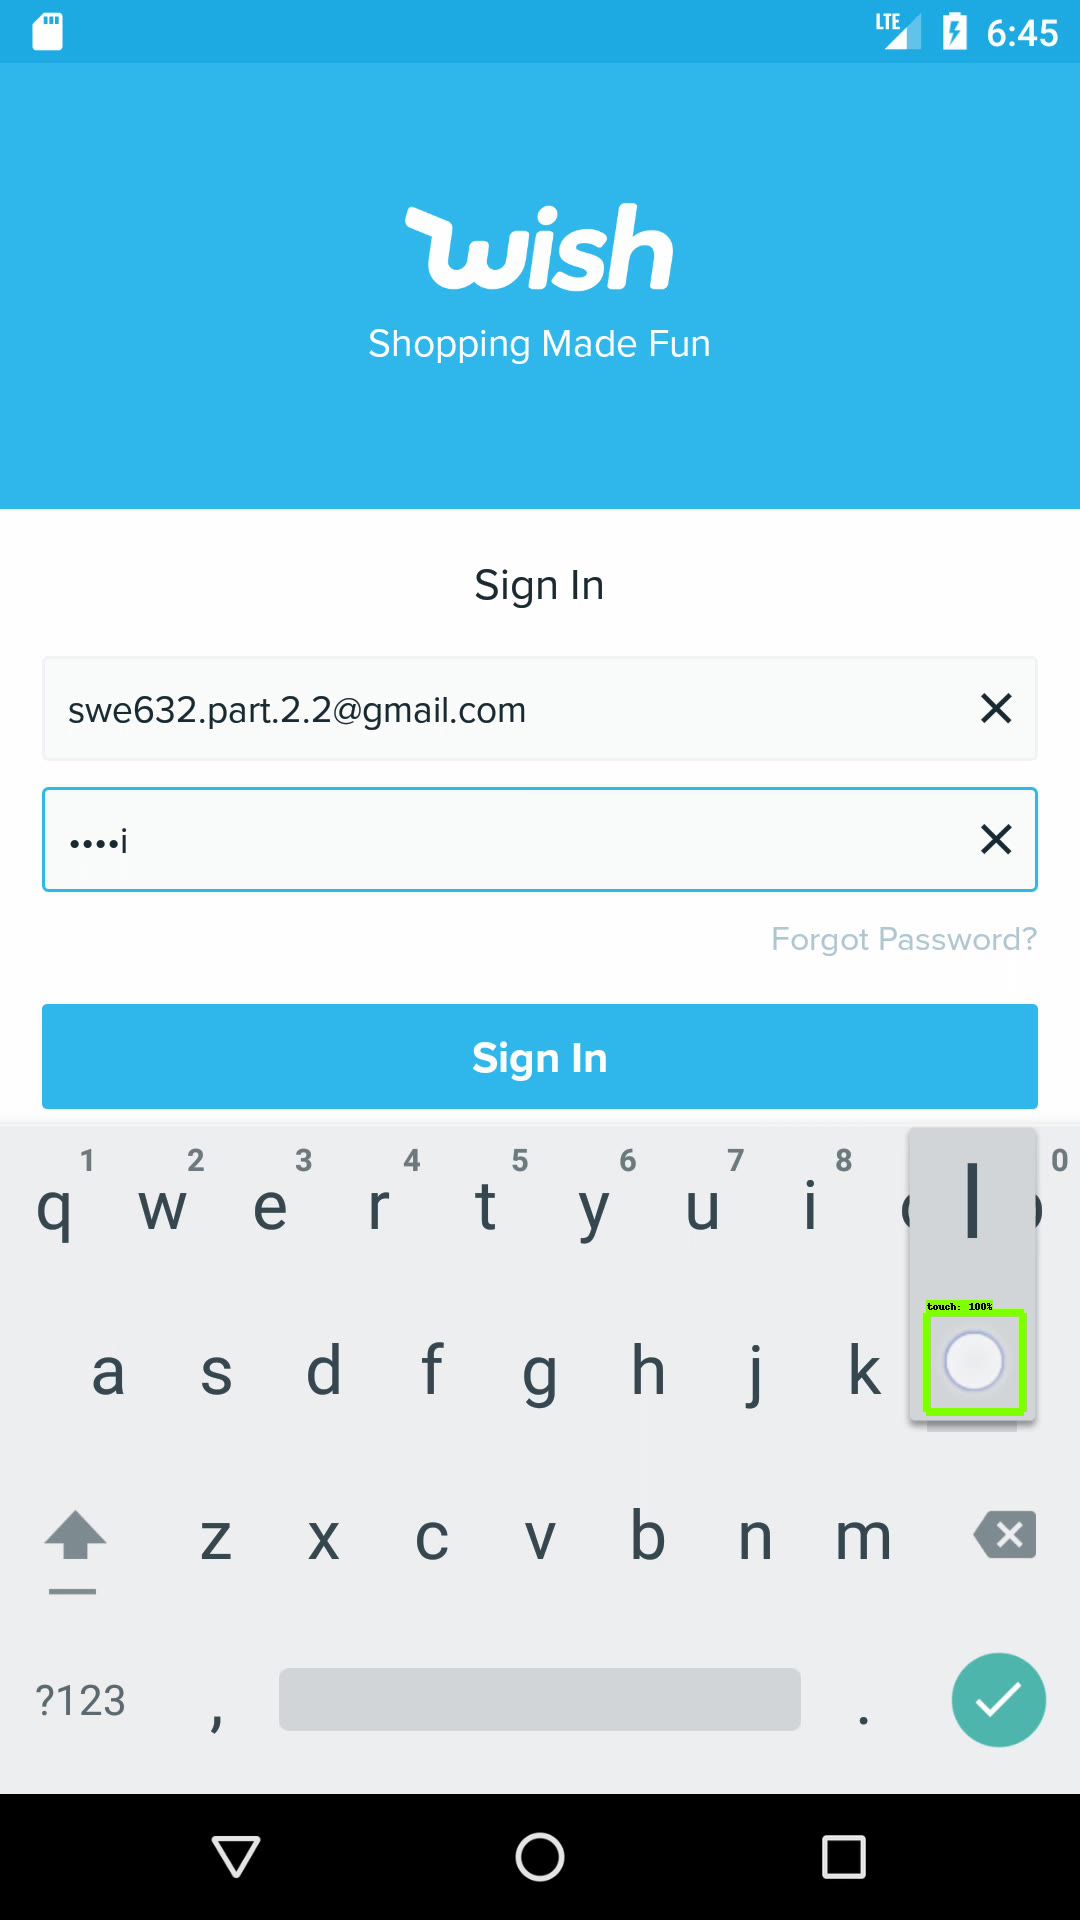 LTE 6:45
wish
Shopping Made Fun
Sign In
swe632.part.2.2@gmail.com
••••i
Forgot Password?
Sign In
1 2 3 4 5 6 7 8 0
q w e r t y u i l
touch: 100%
a s d f g h j k
z x c v b n m
?123 , .